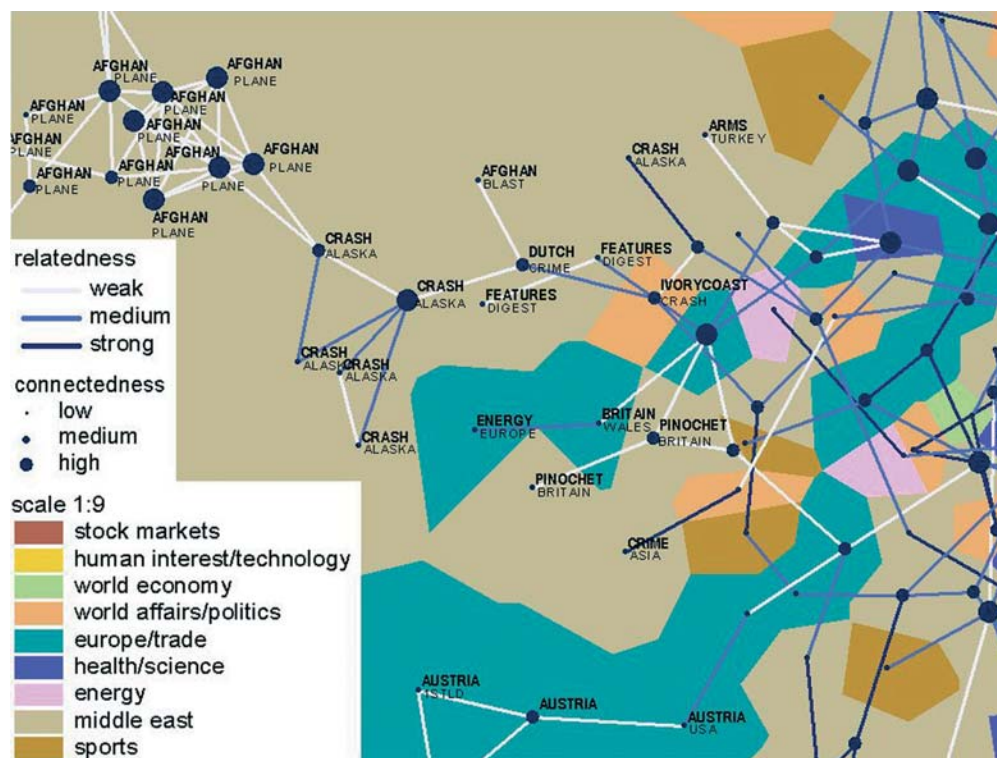 AFGHAN
PLANE
AFGHAN
PLANE
AFGHAN
PLANE
AFGHAN
PLANE
AFGHAN
PLANE
AFGHAN
PLANE
AFGHAN
PLANE
AFGHAN
PLANE
AFGHAN
PLANE
AFGHAN
PLANE
AFGHAN
PLANE
ARMS
TURKEY
CRASH
ALASKA
AFGHAN
BLAST
CRASH
ALASKA
DUTCH
CRIME
FEATURES
DIGEST
CRASH
ALASKA
FEATURES
DIGEST
IVORYCOAST
CRASH
CRASH
ALASKA
CRASH
ALASKA
CRASH
ALASKA
ENERGY
EUROPE
BRITAIN
WALES
PINOCHET
BRITAIN
PINOCHET
BRITAIN
CRIME
ASIA
AUSTRIA
AUSTRIA
AUSTRIA
USA
relatedness
weak
medium
strong
connectedness
low
medium
high
scale 1:9
stock markets
human interest/technology
world economy
world affairs/politics
europe/trade
health/science
energy
middle east
sports